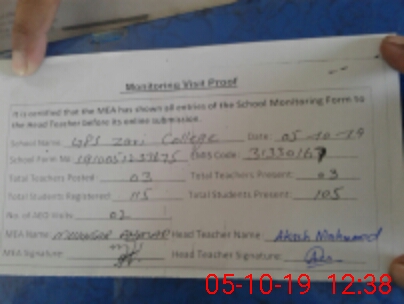 Monitoring Visit Proof
It is certified that the MEA has shown all entries of the School Monitoring Form to
the Head Teacher before its online submission.
School Name GPS Zari College Date: 05-10-19
School Form No. EMIS Code: 31330167
Total Teachers Posted: 03 Total Teachers Present: 03
Total Students Registered: 115 Total Students Present: 105
No. of AEO Visits: 02
MEA Name: Head Teacher Name: Akash Mahmood
MEA Signature: Head Teacher Signature:
05-10-19 12:38